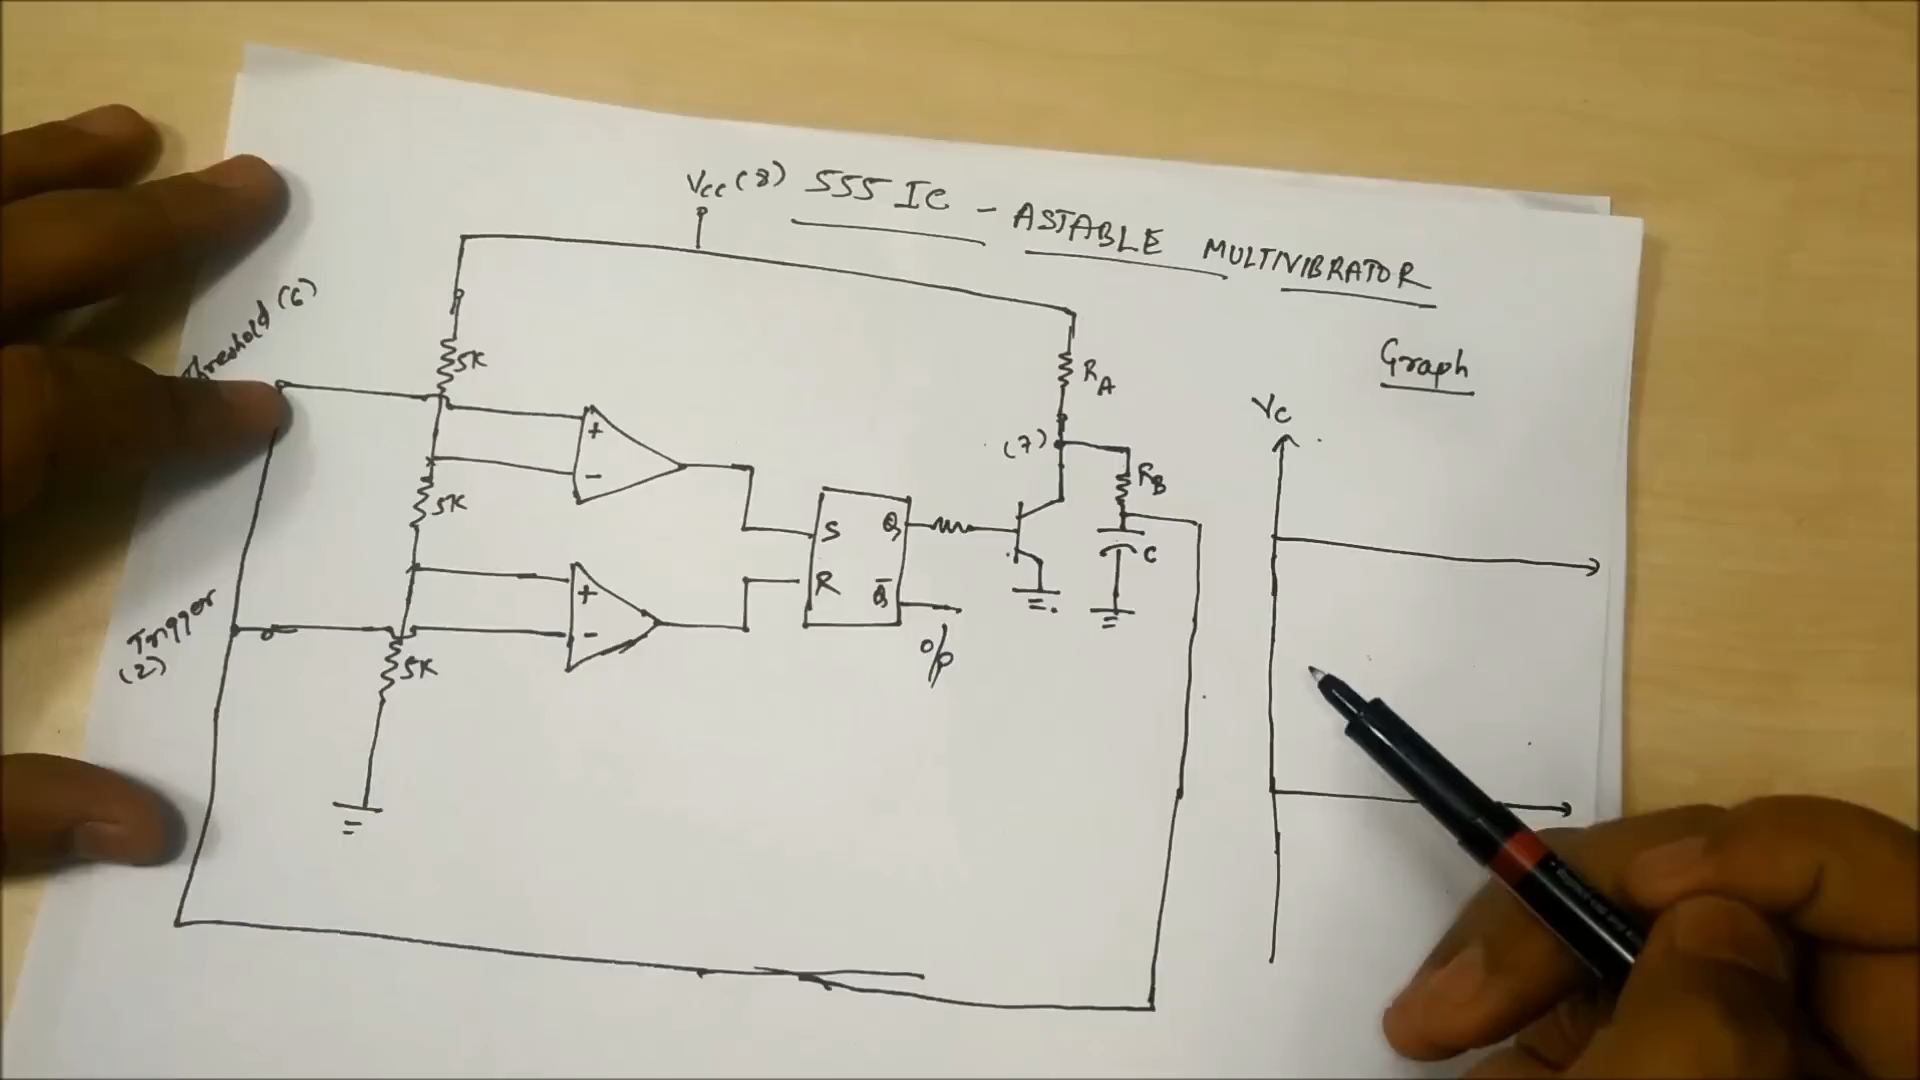 Vcc (8) 555 IC - ASTABLE MULTIVIBRATOR
Threshold (6)
Graph
5K
RA
Vc
+
-
(7)
RB
5K
S
Q
C
R
Q̅
+
-
Trigger
(2)
5K
o/p